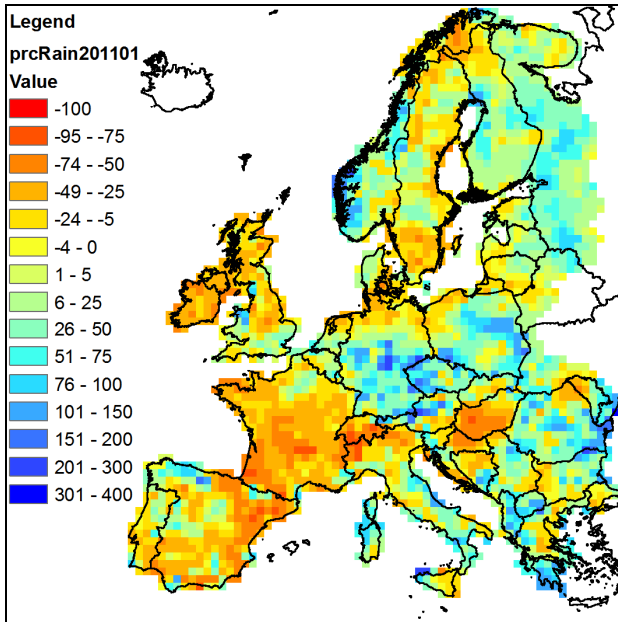 Legend
prcRain201101
Value
-100
-95 - -75
-74 - -50
-49 - -25
-24 - -5
-4 - 0
1 - 5
6 - 25
26 - 50
51 - 75
76 - 100
101 - 150
151 - 200
201 - 300
301 - 400